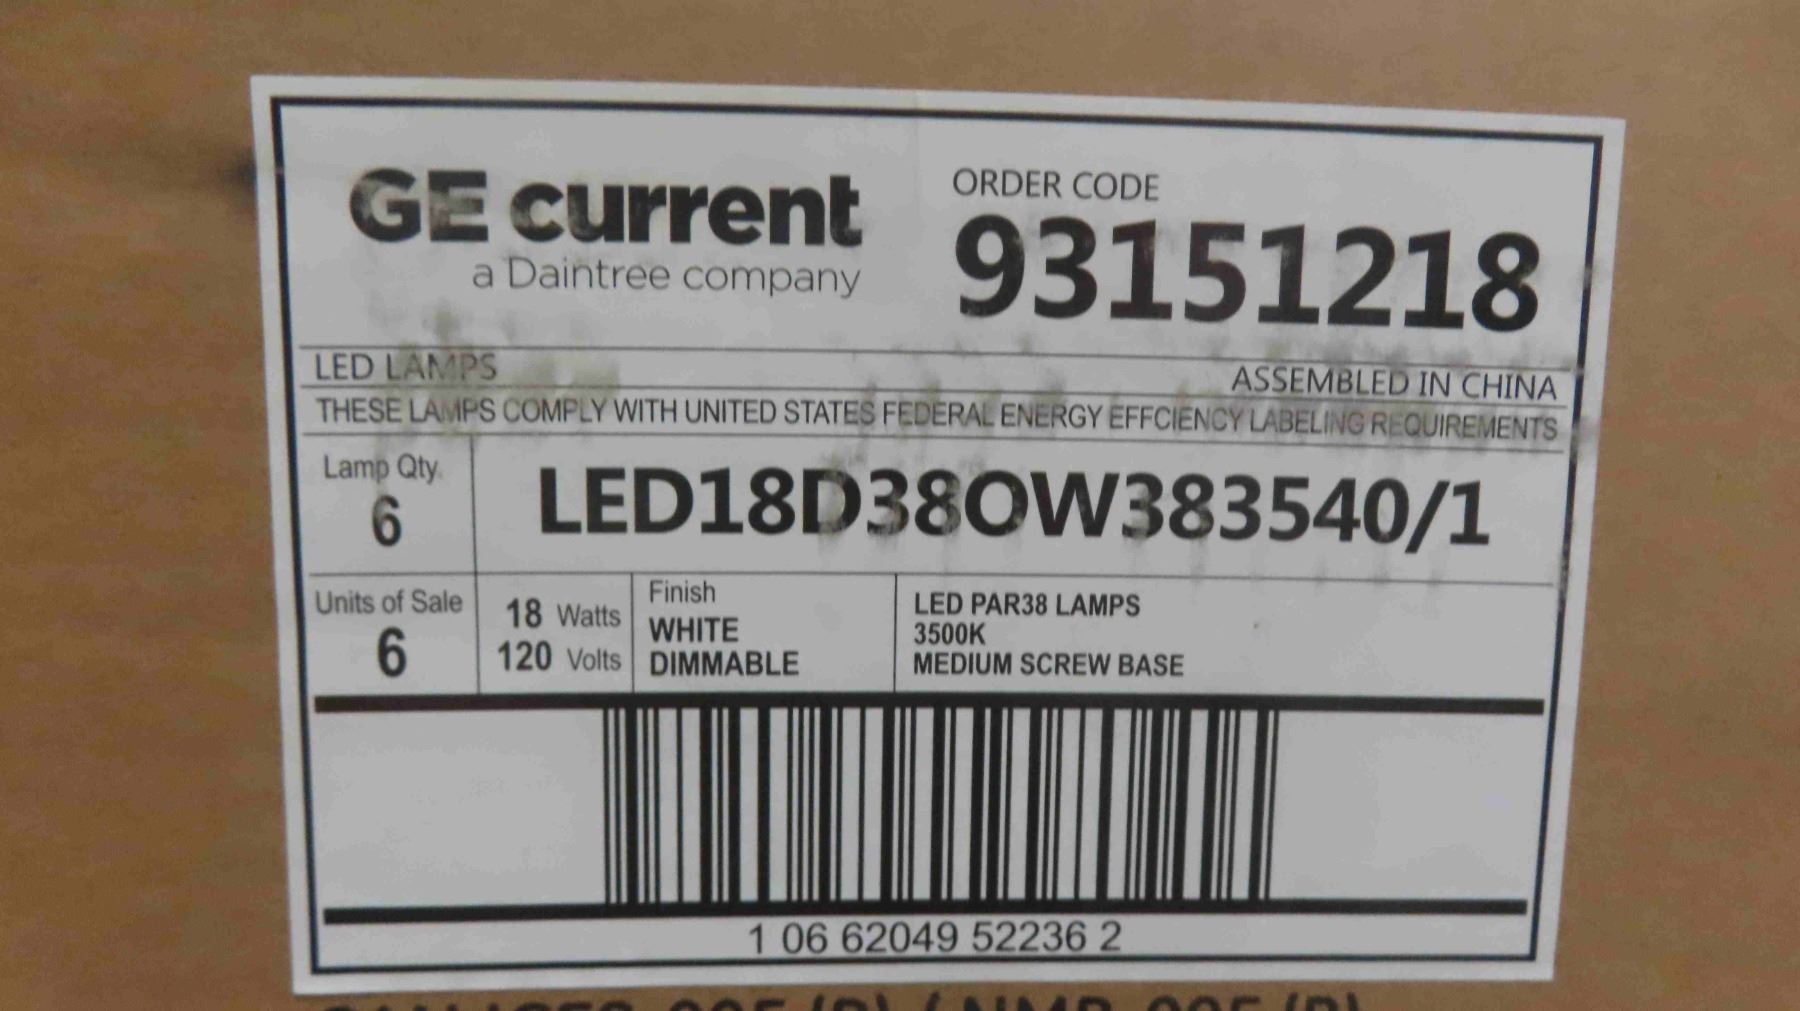 GE current
a Daintree company
ORDER CODE
93151218
LED LAMPS
ASSEMBLED IN CHINA
THESE LAMPS COMPLY WITH UNITED STATES FEDERAL ENERGY EFFCIENCY LABELING REQUIREMENTS
Lamp Qty.
6
LED18D38OW383540/1
Units of Sale
6
18 Watts
120 Volts
Finish
WHITE
DIMMABLE
LED PAR38 LAMPS
3500K
MEDIUM SCREW BASE
1 06 62049 52236 2